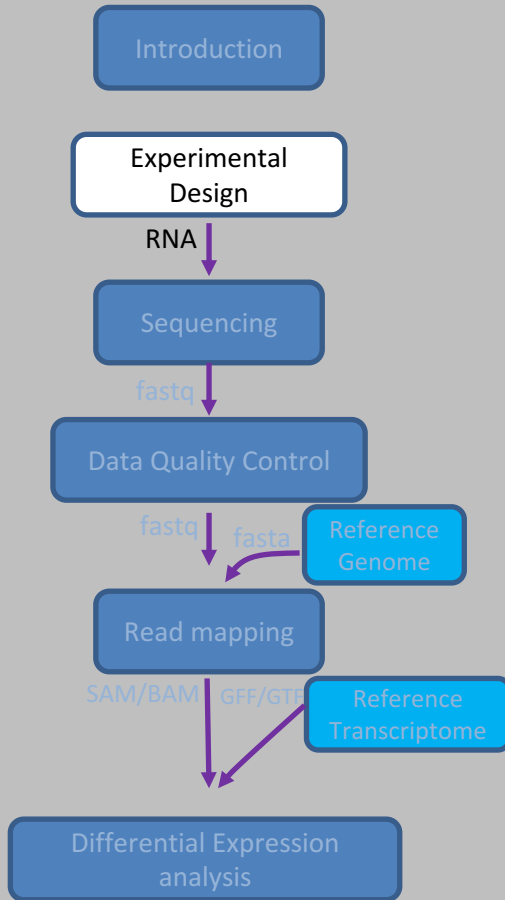 Introduction
Experimental
Design
RNA
Sequencing
fastq
Data Quality Control
fastq
fasta
Reference
Genome
Read mapping
SAM/BAM
GFF/GTF
Reference
Transcriptome
Differential Expression
analysis